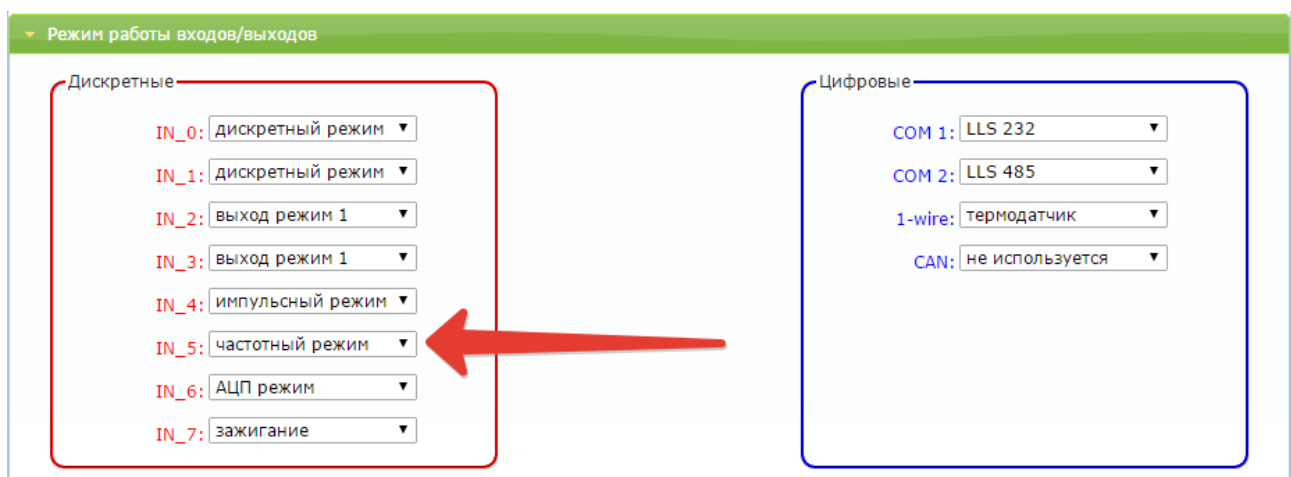 Режим работы входов/выходов
Дискретные
IN_0: дискретный режим
IN_1: дискретный режим
IN_2: выход режим 1
IN_3: выход режим 1
IN_4: импульсный режим
IN_5: частотный режим
IN_6: АЦП режим
IN_7: зажигание
Цифровые
COM 1: LLS 232
COM 2: LLS 485
1-wire: термодатчик
CAN: не используется